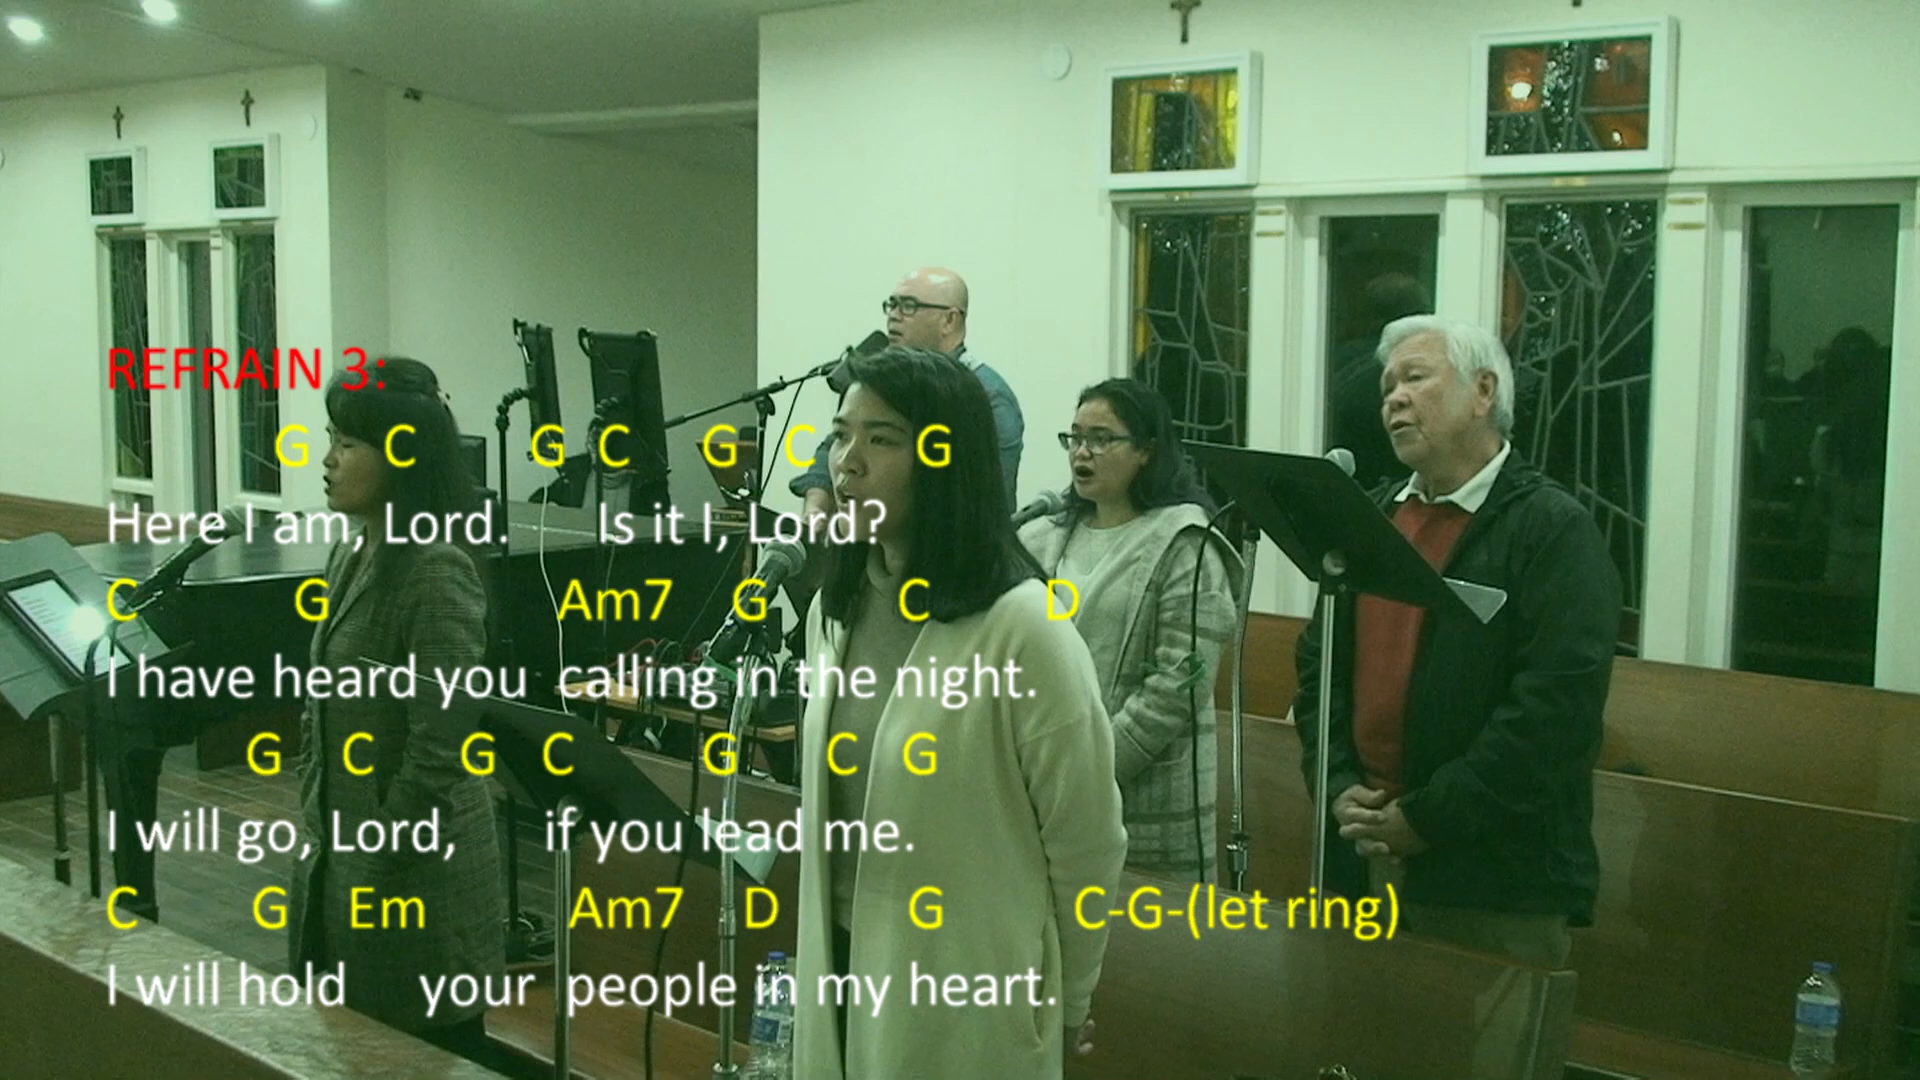 REFRAIN 3:
G C G C G C G
Here I am, Lord. Is it I, Lord?
C G Am7 G C D
I have heard you calling in the night.
G C G C G C G
I will go, Lord, if you lead me.
C G Em Am7 D G C-G-(let ring)
I will hold your people in my heart.